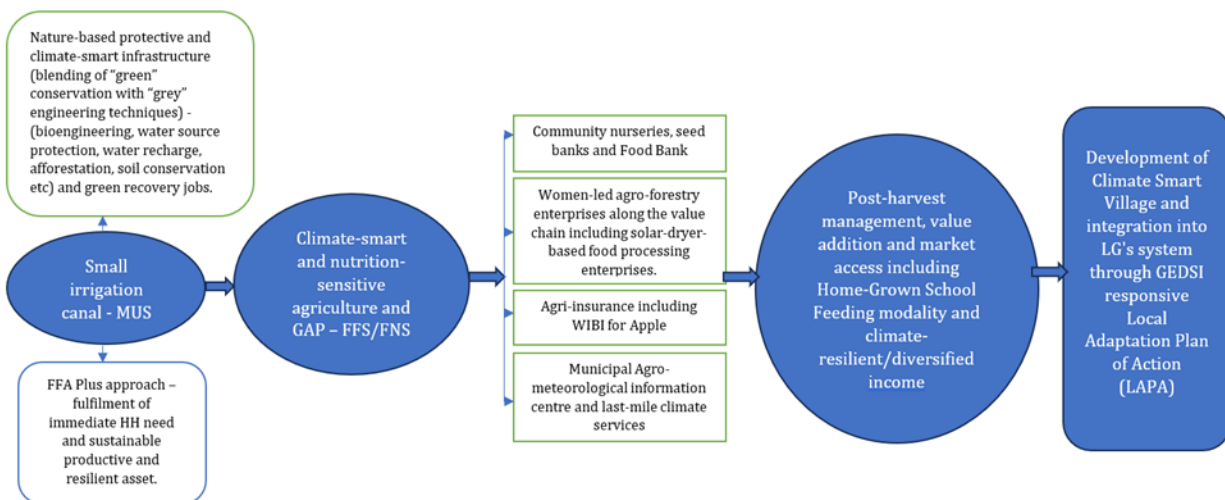 Nature-based protective and
climate-smart infrastructure
(blending of “green”
conservation with “grey”
engineering techniques) -
(bioengineering, water source
protection, water recharge,
afforestation, soil conservation
etc) and green recovery jobs.
Small
irrigation
canal - MUS
FFA Plus approach –
fulfilment of
immediate HH need
and sustainable
productive and
resilient asset.
Climate-smart
and nutrition-
sensitive
agriculture and
GAP – FFS/FNS
Community nurseries, seed
banks and Food Bank
Women-led agro-forestry
enterprises along the value
chain including solar-dryer-
based food processing
enterprises.
Agri-insurance including
WIBI for Apple
Municipal Agro-
meteorological information
centre and last-mile climate
services
Post-harvest
management, value
addition and market
access including
Home-Grown School
Feeding modality and
climate-
resilient/diversified
income
Development of
Climate Smart
Village and
integration into
LG's system
through GEDSI
responsive
Local
Adaptation Plan
of Action
(LAPA)